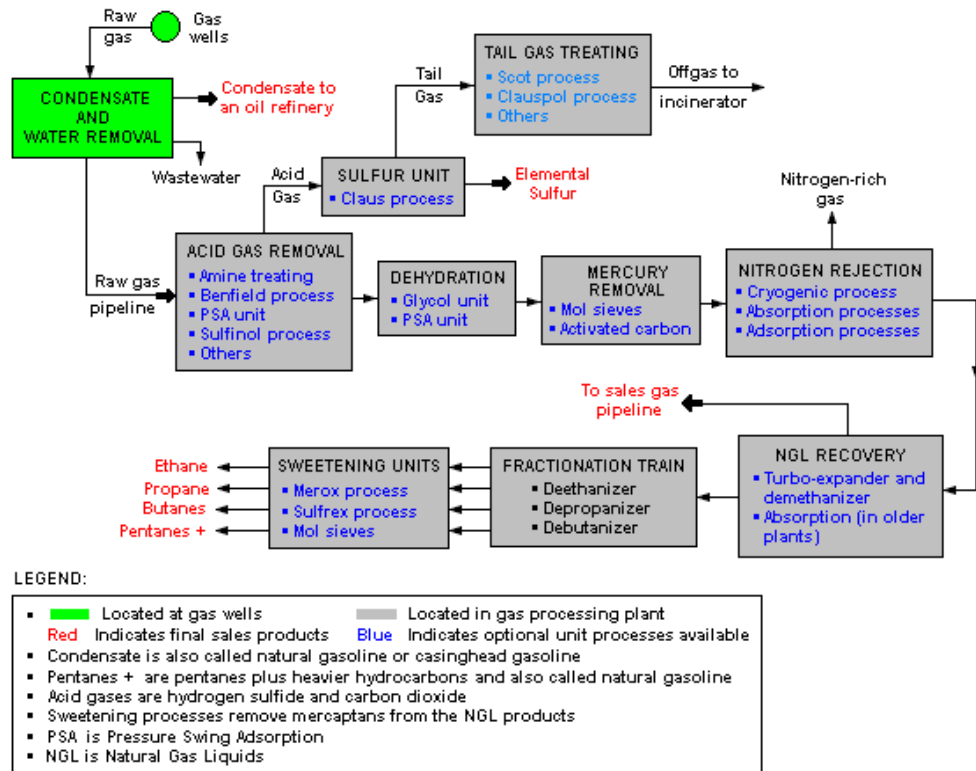 Raw
gas
Gas
wells
CONDENSATE
AND
WATER REMOVAL
Condensate to
an oil refinery
Wastewater
Tail
Gas
TAIL GAS TREATING
▪ Scot process
▪ Clauspol process
▪ Others
Offgas to
incinerator
Acid
Gas
SULFUR UNIT
▪ Claus process
Elemental
Sulfur
Nitrogen-rich
gas
Raw gas
pipeline
ACID GAS REMOVAL
▪ Amine treating
▪ Benfield process
▪ PSA unit
▪ Sulfinol process
▪ Others
DEHYDRATION
▪ Glycol unit
▪ PSA unit
MERCURY
REMOVAL
▪ Mol sieves
▪ Activated carbon
NITROGEN REJECTION
▪ Cryogenic process
▪ Absorption processes
▪ Adsorption processes
To sales gas
pipeline
NGL RECOVERY
▪ Turbo-expander and
demethanizer
▪ Absorption (in older
plants)
FRACTIONATION TRAIN
▪ Deethanizer
▪ Depropanizer
▪ Debutanizer
SWEETENING UNITS
▪ Merox process
▪ Sulfrex process
▪ Mol sieves
Ethane
Propane
Butanes
Pentanes +
LEGEND:
▪ Located at gas wells Located in gas processing plant
Red Indicates final sales products Blue Indicates optional unit processes available
▪ Condensate is also called natural gasoline or casinghead gasoline
▪ Pentanes + are pentanes plus heavier hydrocarbons and also called natural gasoline
▪ Acid gases are hydrogen sulfide and carbon dioxide
▪ Sweetening processes remove mercaptans from the NGL products
▪ PSA is Pressure Swing Adsorption
▪ NGL is Natural Gas Liquids